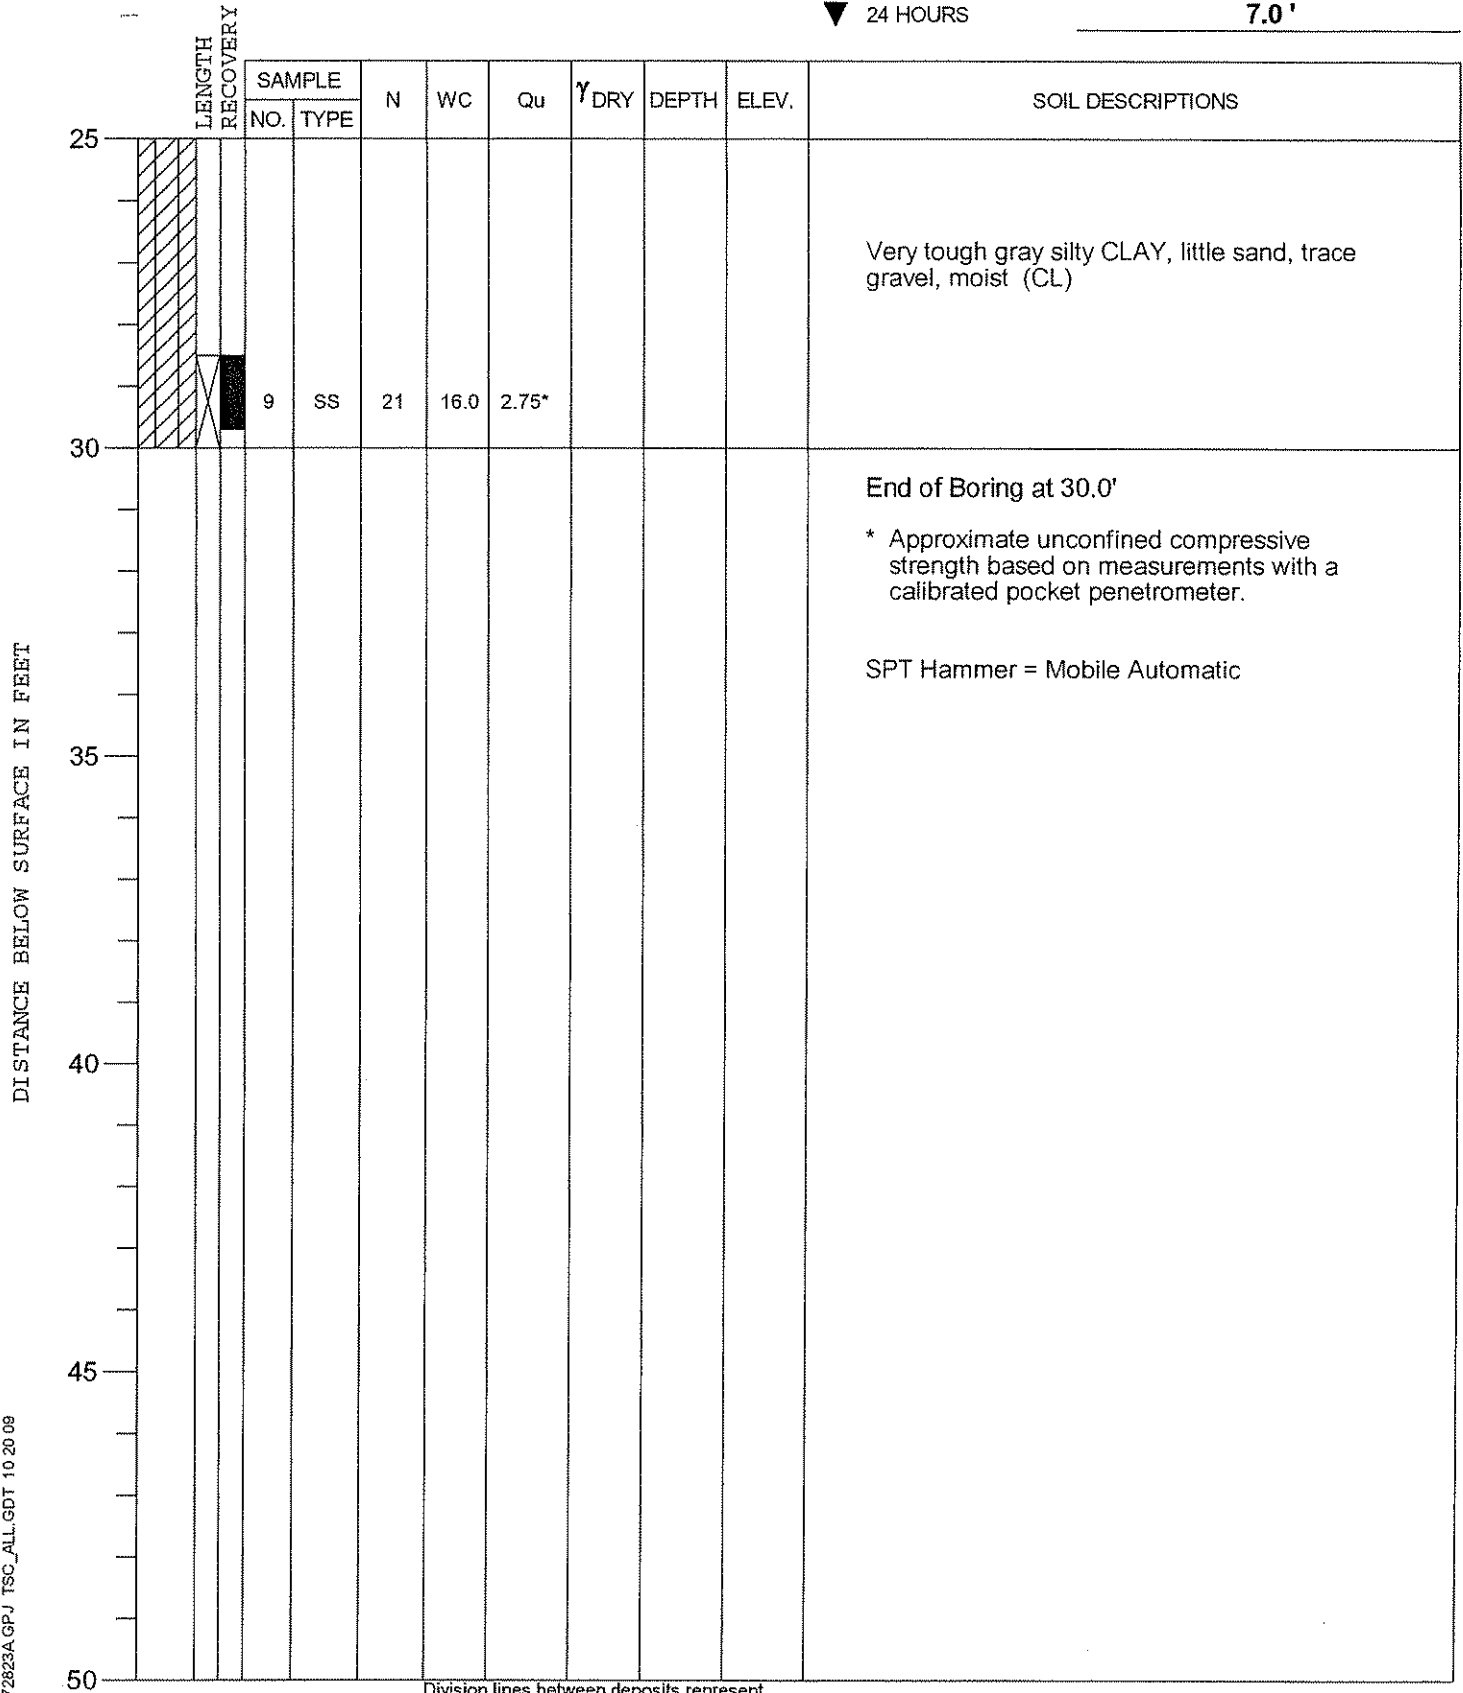 ▼ 24 HOURS 7.0 '
LENGTH
RECOVERY
SAMPLE
NO. TYPE
N
WC
Qu
γ DRY
DEPTH
ELEV.
SOIL DESCRIPTIONS
25
Very tough gray silty CLAY, little sand, trace
gravel, moist (CL)
9 SS 21 16.0 2.75*
30
End of Boring at 30.0'
* Approximate unconfined compressive
strength based on measurements with a
calibrated pocket penetrometer.
SPT Hammer = Mobile Automatic
DISTANCE BELOW SURFACE IN FEET
35
40
45
50
72823A.GPJ TSC_ALL.GDT 10 20 09
Division lines between deposits represent